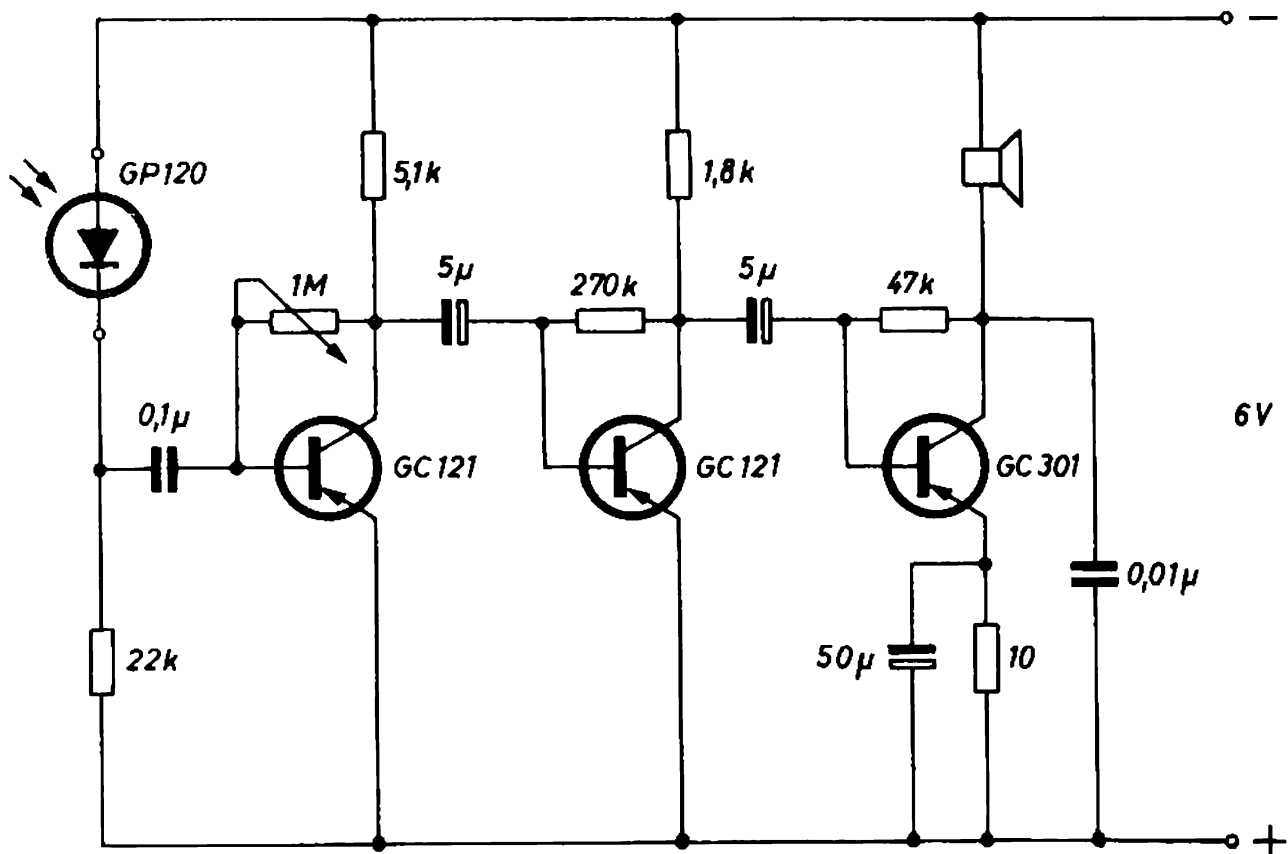 −
GP120
5,1k
1,8k
1M
5µ
270k
5µ
47k
0,1µ
GC121
GC121
GC301
6V
0,01µ
22k
50µ
10
+